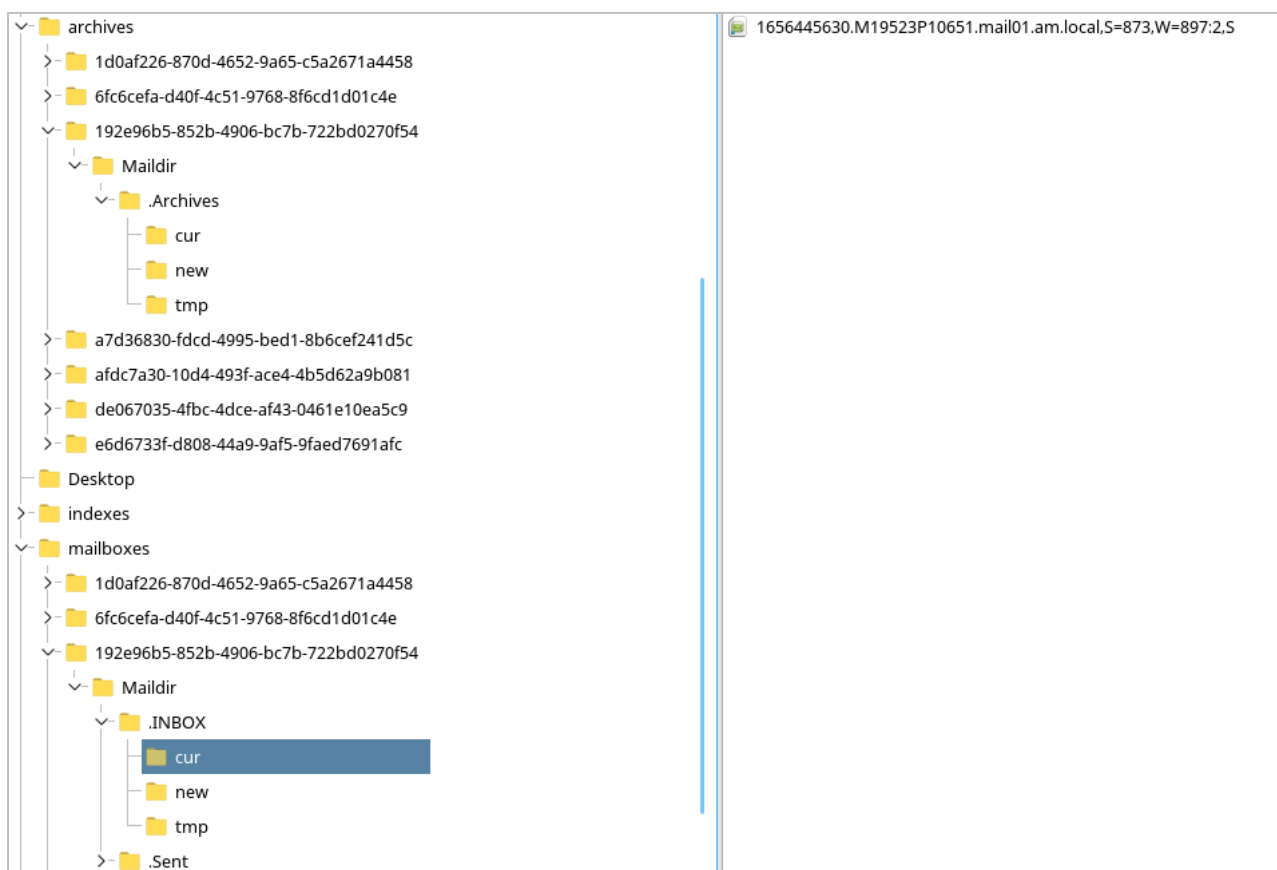 archives
1d0af226-870d-4652-9a65-c5a2671a4458
6fc6cefa-d40f-4c51-9768-8f6cd1d01c4e
192e96b5-852b-4906-bc7b-722bd0270f54
Maildir
.Archives
cur
new
tmp
a7d36830-fdcd-4995-bed1-8b6cef241d5c
afdc7a30-10d4-493f-ace4-4b5d62a9b081
de067035-4fbc-4dce-af43-0461e10ea5c9
e6d6733f-d808-44a9-9af5-9faed7691afc
Desktop
indexes
mailboxes
1d0af226-870d-4652-9a65-c5a2671a4458
6fc6cefa-d40f-4c51-9768-8f6cd1d01c4e
192e96b5-852b-4906-bc7b-722bd0270f54
Maildir
.INBOX
cur
new
tmp
.Sent
1656445630.M19523P10651.mail01.am.local,S=873,W=897:2,S